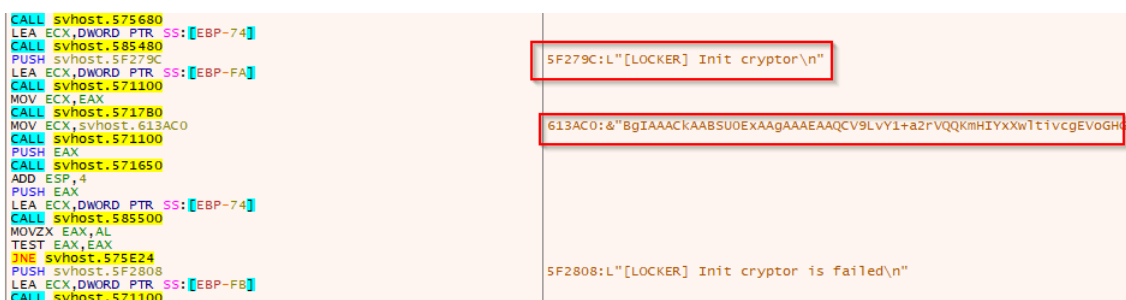 CALL svhost.575680
LEA ECX,DWORD PTR SS:[EBP-74]
CALL svhost.585480
PUSH svhost.5F279C 5F279C:L"[LOCKER] Init cryptor\n"
LEA ECX,DWORD PTR SS:[EBP-FA]
CALL svhost.571100
MOV ECX,EAX
CALL svhost.5717B0
MOV ECX,svhost.613AC0 613AC0:&"BgIAAACkAABSU0ExAAgAAAEAAQCV9LvY1+a2rVQQKmHIYxXwltivcgEVoGHG
CALL svhost.571100
PUSH EAX
CALL svhost.571650
ADD ESP,4
PUSH EAX
LEA ECX,DWORD PTR SS:[EBP-74]
CALL svhost.585500
MOVZX EAX,AL
TEST EAX,EAX
JNE svhost.575E24
PUSH svhost.5F2808 5F2808:L"[LOCKER] Init cryptor is failed\n"
LEA ECX,DWORD PTR SS:[EBP-FB]
CALL svhost.571100